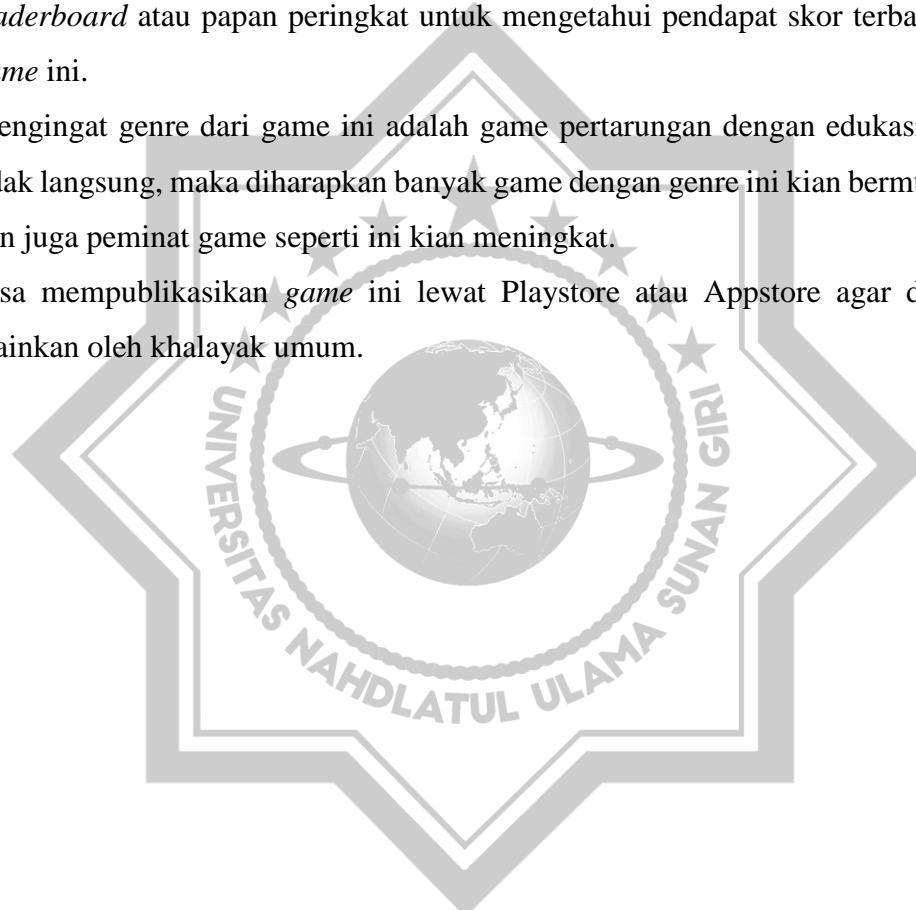 aderboard atau papan peringkat untuk mengetahui pendapat skor terba
me ini.
engingat genre dari game ini adalah game pertarungan dengan edukas
dak langsung, maka diharapkan banyak game dengan genre ini kian bermu
n juga peminat game seperti ini kian meningkat.
sa mempublikasikan game ini lewat Playstore atau Appstore agar d
ainkan oleh khalayak umum.
UNIVERSITAS NAHDLATUL ULAMA SUNAN GIRI